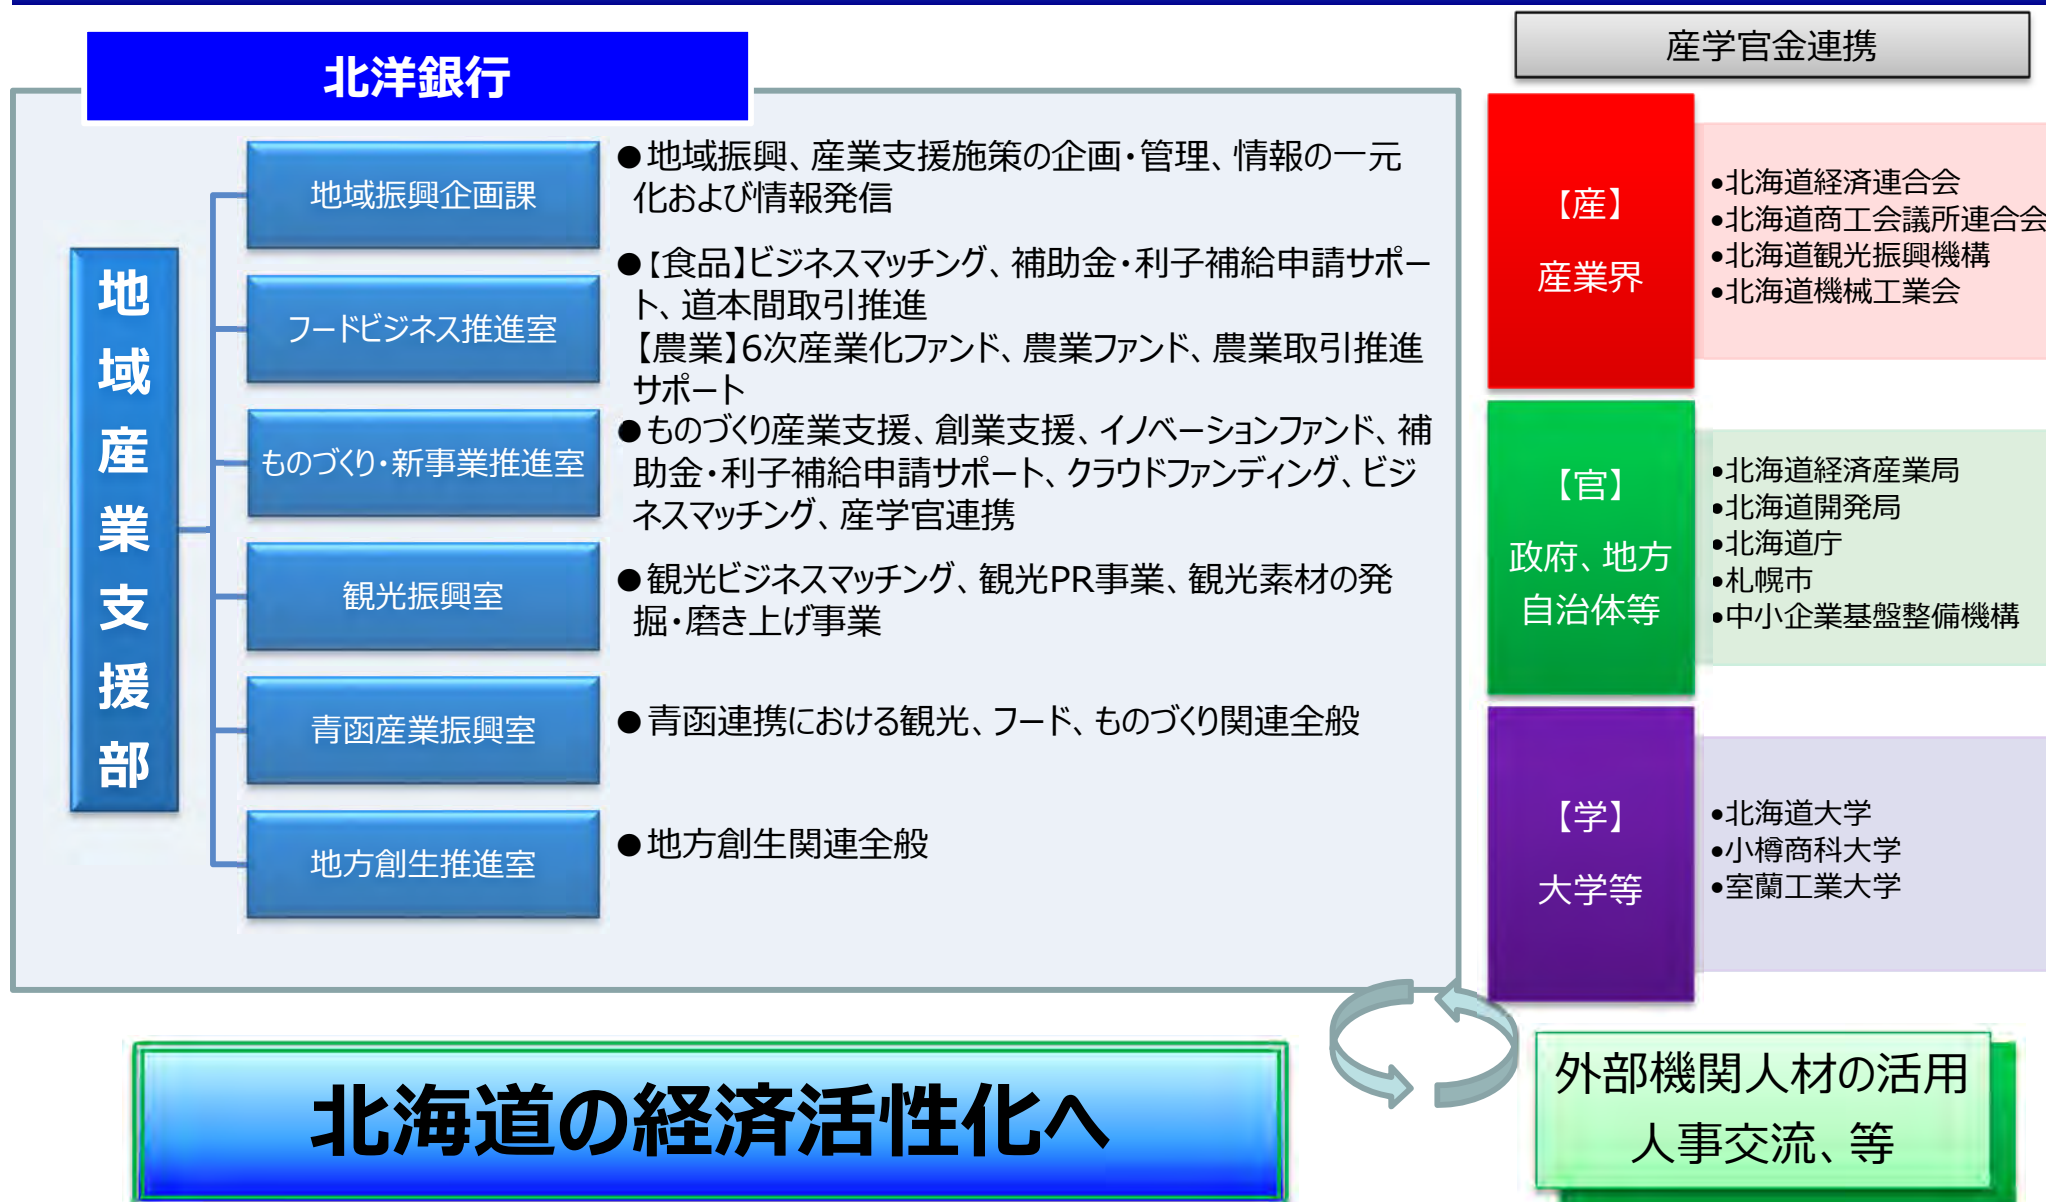 北洋銀行
地域産業支援部
地域振興企画課
●地域振興、産業支援施策の企画・管理、情報の一元
化および情報発信
フードビジネス推進室
●【食品】ビジネスマッチング、補助金・利子補給申請サポー
ト、道本間取引推進
【農業】6次産業化ファンド、農業ファンド、農業取引推進
サポート
ものづくり・新事業推進室
●ものづくり産業支援、創業支援、イノベーションファンド、補
助金・利子補給申請サポート、クラウドファンディング、ビジ
ネスマッチング、産学官連携
観光振興室
●観光ビジネスマッチング、観光PR事業、観光素材の発
掘・磨き上げ事業
青函産業振興室
●青函連携における観光、フード、ものづくり関連全般
地方創生推進室
●地方創生関連全般
産学官金連携
【産】
産業界
•北海道経済連合会
•北海道商工会議所連合会
•北海道観光振興機構
•北海道機械工業会
【官】
政府、地方
自治体等
•北海道経済産業局
•北海道開発局
•北海道庁
•札幌市
•中小企業基盤整備機構
【学】
大学等
•北海道大学
•小樽商科大学
•室蘭工業大学
北海道の経済活性化へ
外部機関人材の活用
人事交流、等